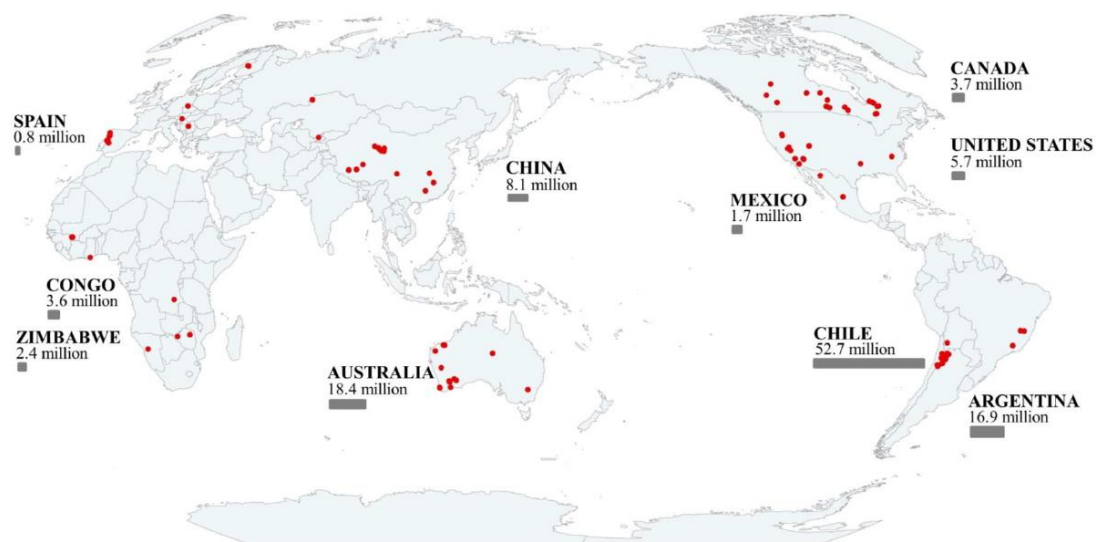 CANADA
3.7 million
SPAIN
0.8 million
UNITED STATES
5.7 million
CHINA
8.1 million
MEXICO
1.7 million
CONGO
3.6 million
ZIMBABWE
2.4 million
CHILE
52.7 million
AUSTRALIA
18.4 million
ARGENTINA
16.9 million